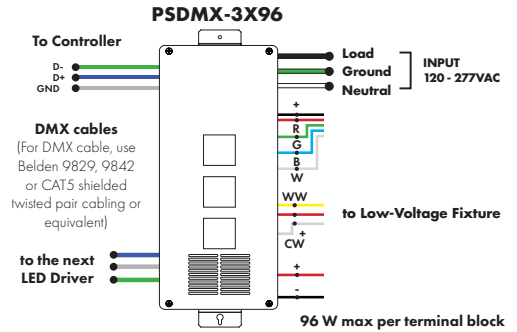 PSDMX-3X96
To Controller
D-
D+
GND
DMX cables
(For DMX cable, use
Belden 9829, 9842
or CAT5 shielded
twisted pair cabling or
equivalent)
to the next
LED Driver
Load
Ground
Neutral
INPUT
120 - 277VAC
+
R
G
B
W
WW
+
CW
to Low-Voltage Fixture
+
-
96 W max per terminal block